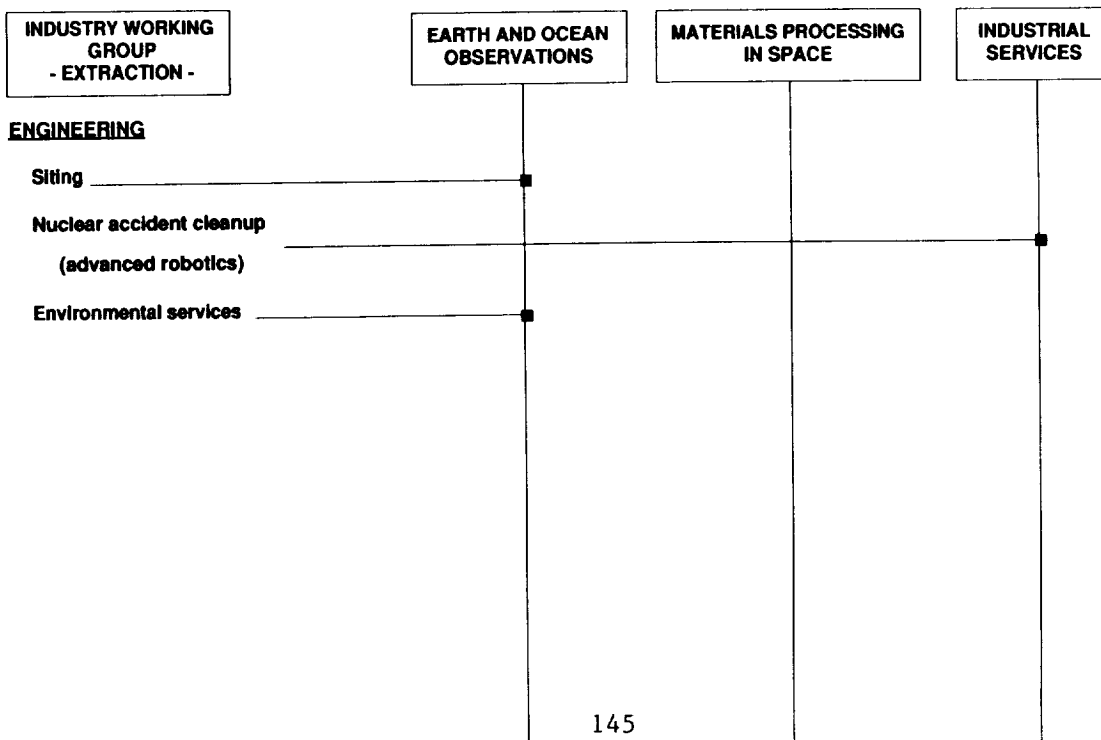 INDUSTRY WORKING
GROUP
- EXTRACTION -
EARTH AND OCEAN
OBSERVATIONS
MATERIALS PROCESSING
IN SPACE
INDUSTRIAL
SERVICES
ENGINEERING
Siting
Nuclear accident cleanup
(advanced robotics)
Environmental services
145